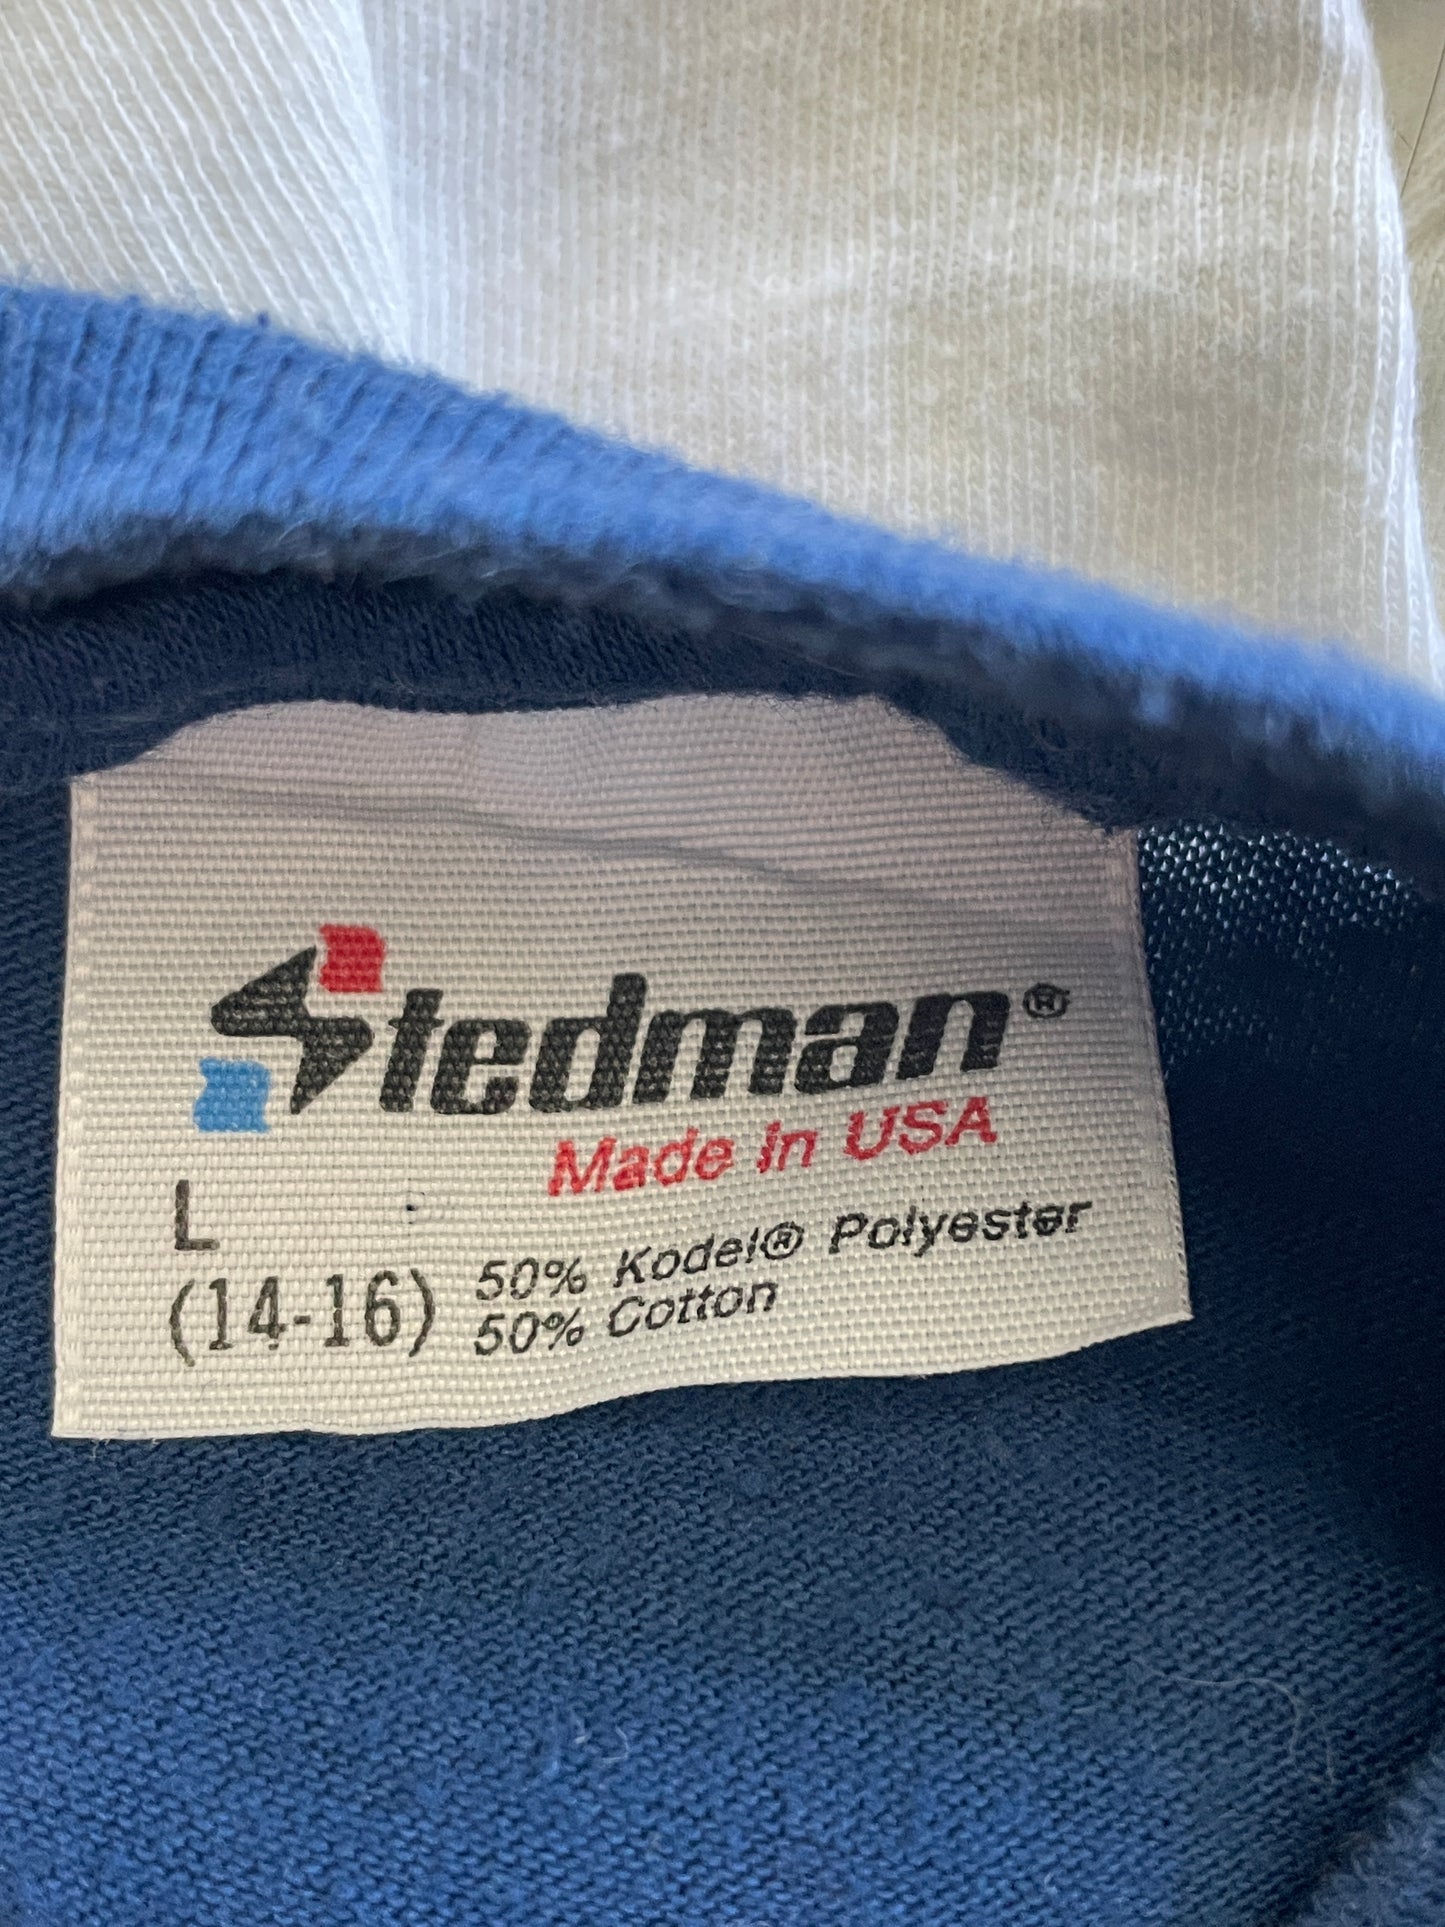 Stedman®
Made in USA
L
(14-16)
50% Kodel® Polyester
50% Cotton